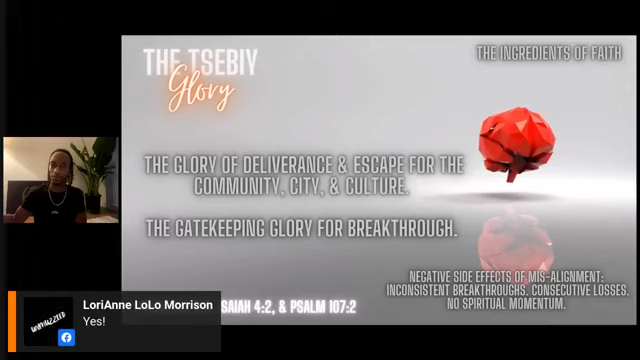 THE TSEBIY
Glory
THE INGREDIENTS OF FAITH
THE GLORY OF DELIVERANCE & ESCAPE FOR THE
COMMUNITY, CITY, & CULTURE.
THE GATEKEEPING GLORY FOR BREAKTHROUGH.
NEGATIVE SIDE EFFECTS OF MIS-ALIGNMENT:
INCONSISTENT BREAKTHROUGHS. CONSECUTIVE LOSSES.
NO SPIRITUAL MOMENTUM.
SAIAH 4:2, & PSALM 107:2
LoriAnne LoLo Morrison
Yes!